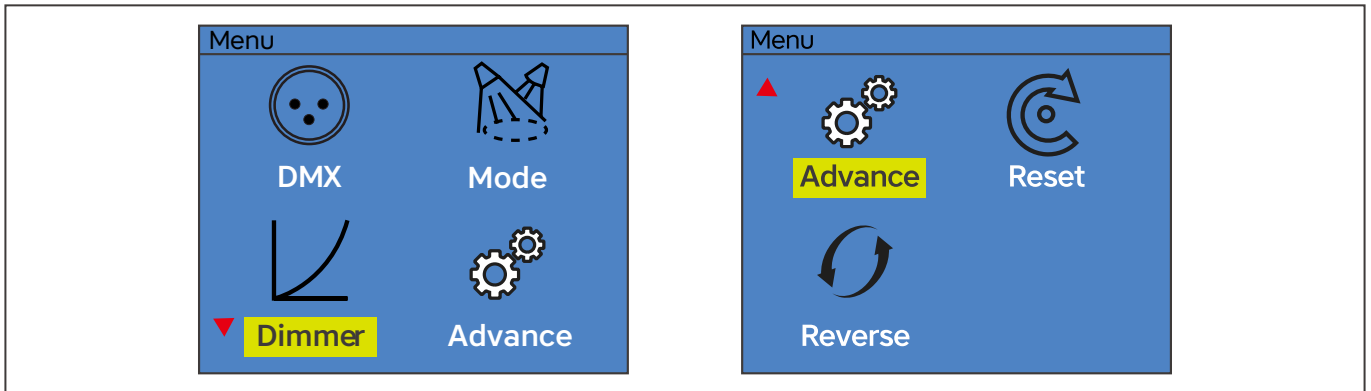 Menu
DMX
Mode
Dimmer
Advance
Menu
Advance
Reset
Reverse